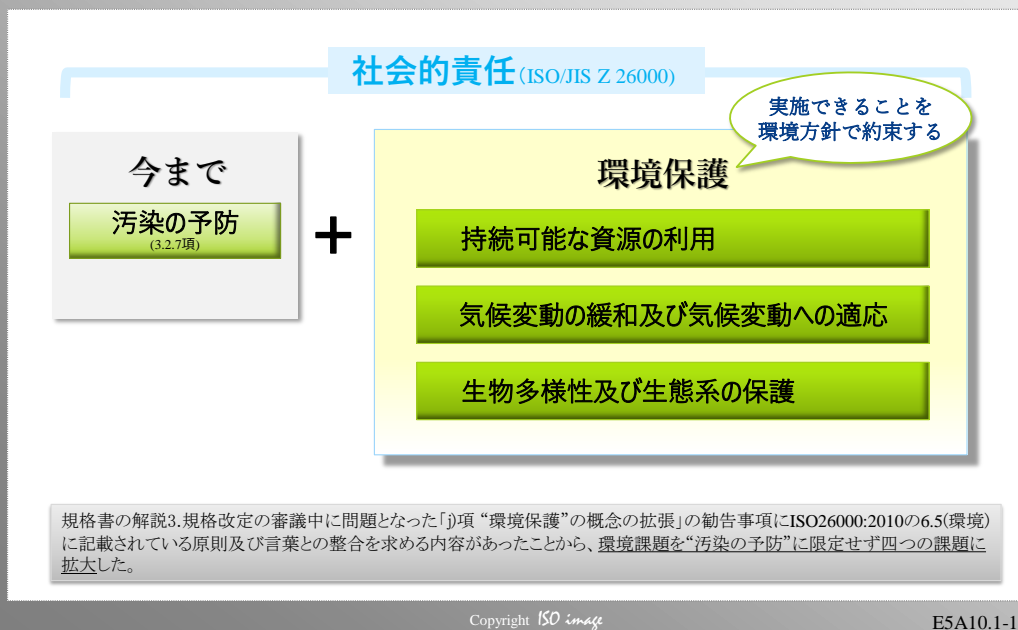 社会的責任(ISO/JIS Z 26000)
実施できることを
環境方針で約束する
今まで
汚染の予防
(3.2.7項)
+
環境保護
持続可能な資源の利用
気候変動の緩和及び気候変動への適応
生物多様性及び生態系の保護
規格書の解説3.規格改定の審議中に問題となった「j)項 “環境保護”の概念の拡張」の勧告事項にISO26000:2010の6.5(環境)
に記載されている原則及び言葉との整合を求める内容があったことから、環境課題を“汚染の予防”に限定せず四つの課題に
拡大した。
Copyright ISO image
E5A10.1-1